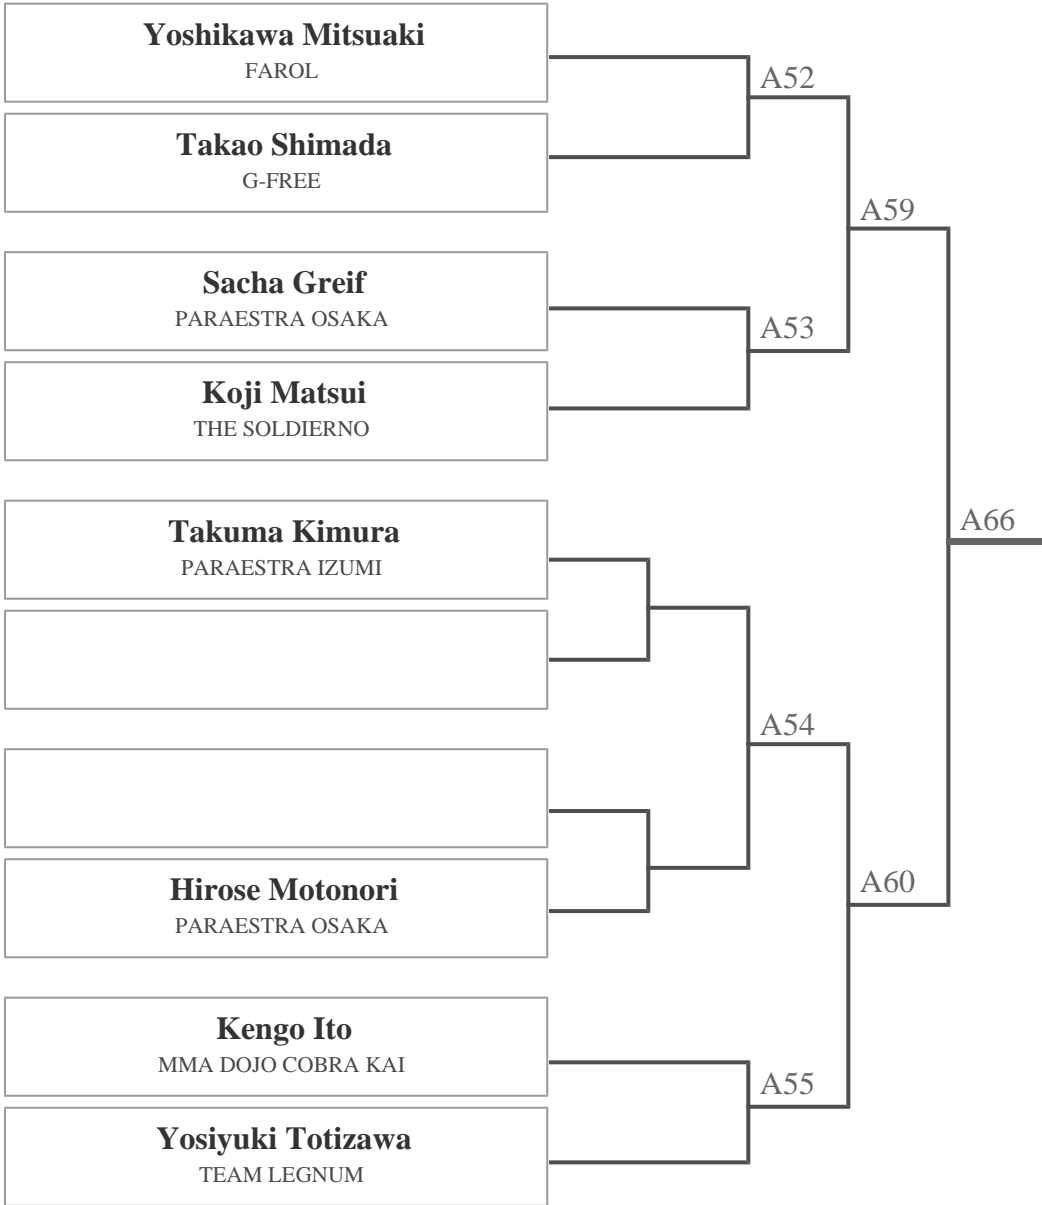 Yoshikawa Mitsuaki
FAROL
A52
Takao Shimada
G-FREE
A59
Sacha Greif
PARAESTRA OSAKA
A53
Koji Matsui
THE SOLDIERNO
Takuma Kimura
PARAESTRA IZUMI
A66
A54
Hirose Motonori
PARAESTRA OSAKA
A60
Kengo Ito
MMA DOJO COBRA KAI
A55
Yosiyuki Totizawa
TEAM LEGNUM